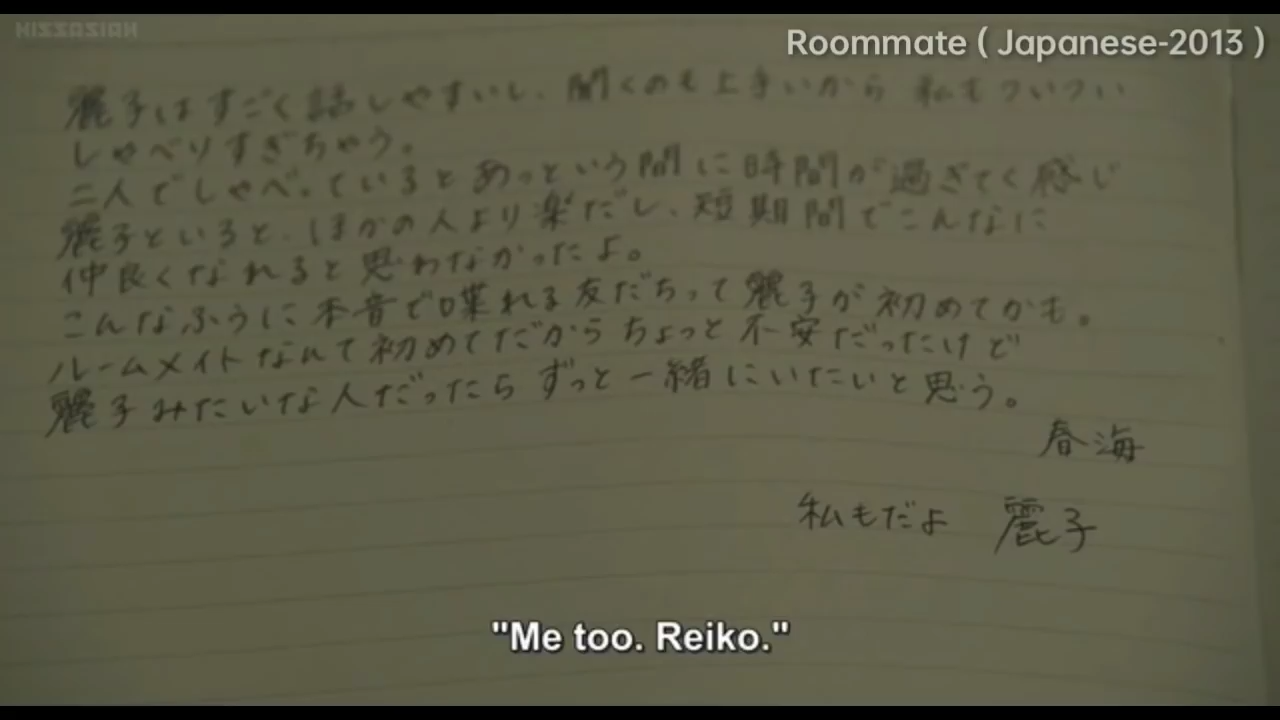 KISSASIAN
Roommate ( Japanese-2013 )
麗子はすごく話しやすいし、聞くのも上手いから 私もついつい
しゃべりすぎちゃう。
二人でしゃべっているとあっという間に時間が過ぎてく感じ
麗子といると、ほかの人より楽だし、短期間でこんなに
仲良くなれると思わなかったよ。
こんなふうに本音で喋れる友だちって麗子が初めてかも。
ルームメイトなんて初めてだからちょっと不安だったけど
麗子みたいな人だったらずっと一緒にいたいと思う。
春海
私もだよ 麗子
"Me too. Reiko."